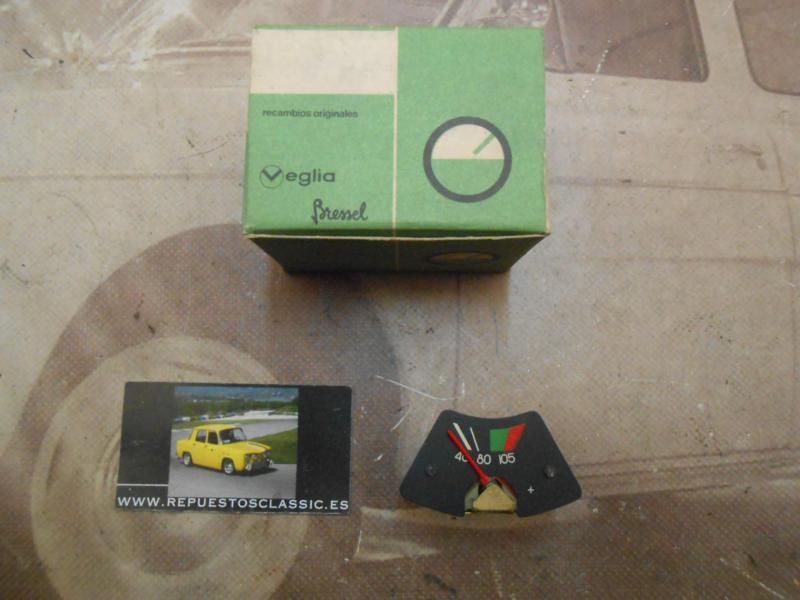 recambios originales
Veglia
Bressel
WWW.REPUESTOSCLASSIC.ES
40 80 105
+